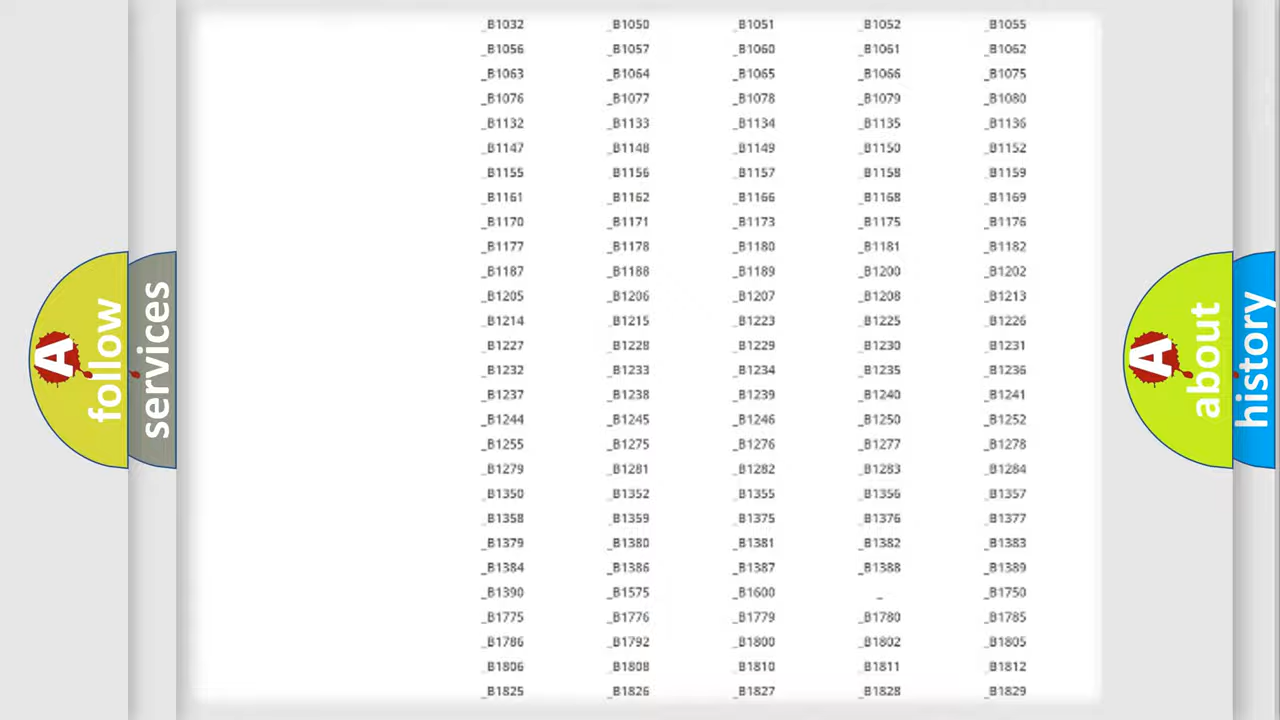 _B1032 _B1050 _B1051 _B1052 _B1055
_B1056 _B1057 _B1060 _B1061 _B1062
_B1063 _B1064 _B1065 _B1066 _B1075
_B1076 _B1077 _B1078 _B1079 _B1080
_B1132 _B1133 _B1134 _B1135 _B1136
_B1147 _B1148 _B1149 _B1150 _B1152
_B1155 _B1156 _B1157 _B1158 _B1159
_B1161 _B1162 _B1166 _B1168 _B1169
_B1170 _B1171 _B1173 _B1175 _B1176
_B1177 _B1178 _B1180 _B1181 _B1182
_B1187 _B1188 _B1189 _B1200 _B1202
_B1205 _B1206 _B1207 _B1208 _B1213
_B1214 _B1215 _B1223 _B1225 _B1226
_B1227 _B1228 _B1229 _B1230 _B1231
_B1232 _B1233 _B1234 _B1235 _B1236
_B1237 _B1238 _B1239 _B1240 _B1241
_B1244 _B1245 _B1246 _B1250 _B1252
_B1255 _B1275 _B1276 _B1277 _B1278
_B1279 _B1281 _B1282 _B1283 _B1284
_B1350 _B1352 _B1355 _B1356 _B1357
_B1358 _B1359 _B1375 _B1376 _B1377
_B1379 _B1380 _B1381 _B1382 _B1383
_B1384 _B1386 _B1387 _B1388 _B1389
_B1390 _B1575 _B1600 _ _B1750
_B1775 _B1776 _B1779 _B1780 _B1785
_B1786 _B1792 _B1800 _B1802 _B1805
_B1806 _B1808 _B1810 _B1811 _B1812
_B1825 _B1826 _B1827 _B1828 _B1829
A
follow
services
A
about
history